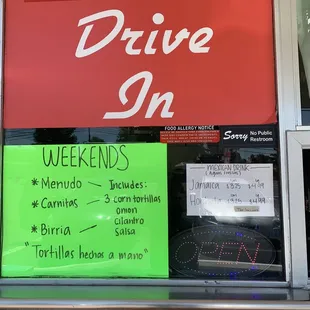 Drive
In
FOOD ALLERGY NOTICE
Sorry No Public
Restroom
WEEKENDS
* Menudo — Includes:
* Carnitas — 3 corn tortillas
onion
cilantro
* Birria — salsa
"Tortillas hechas a mano"
MEXICAN DRINK
Jamaica
OPEN